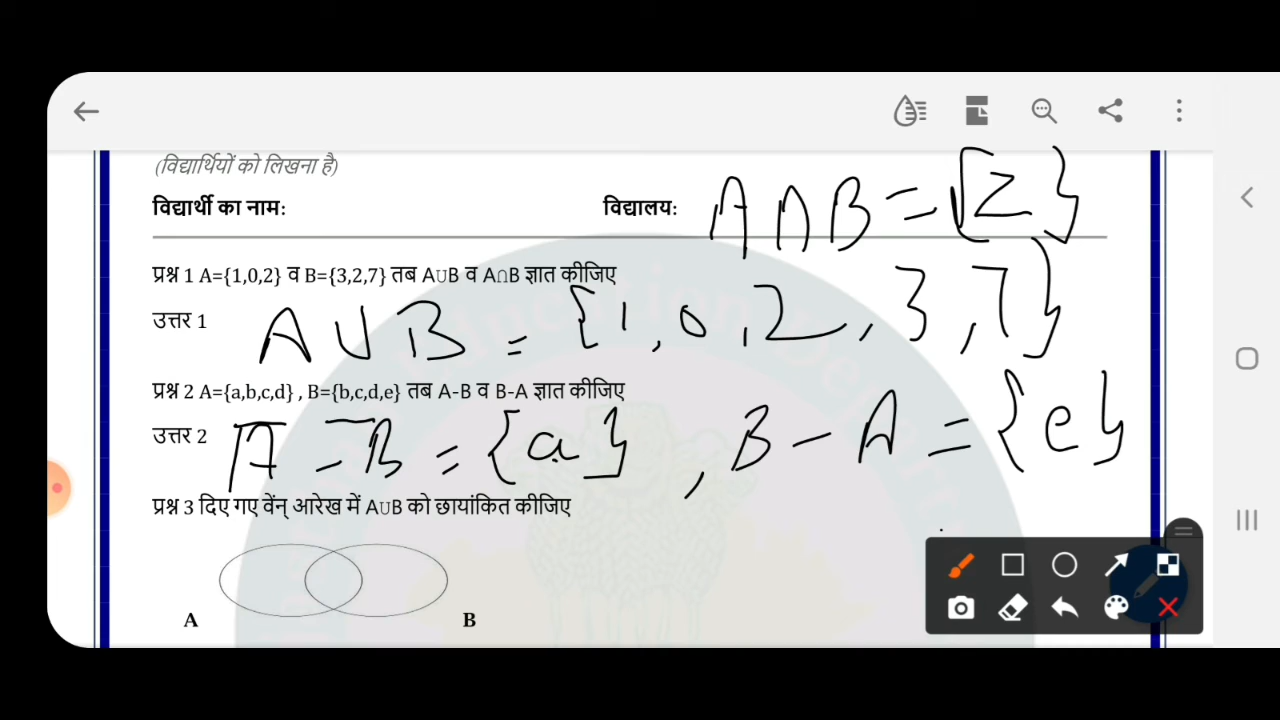 (विद्यार्थियों को लिखना है)
विद्यार्थी का नाम: विद्यालय: A ∩ B = {2}
प्रश्न 1 A={1,0,2} व B={3,2,7} तब A∪B व A∩B ज्ञात कीजिए
उत्तर 1 A ∪ B = {1, 0, 2, 3, 7}
प्रश्न 2 A={a,b,c,d} , B={b,c,d,e} तब A-B व B-A ज्ञात कीजिए
उत्तर 2 A - B = {a}, B - A = {e}
प्रश्न 3 दिए गए वेंन् आरेख में A∪B को छायांकित कीजिए
A B